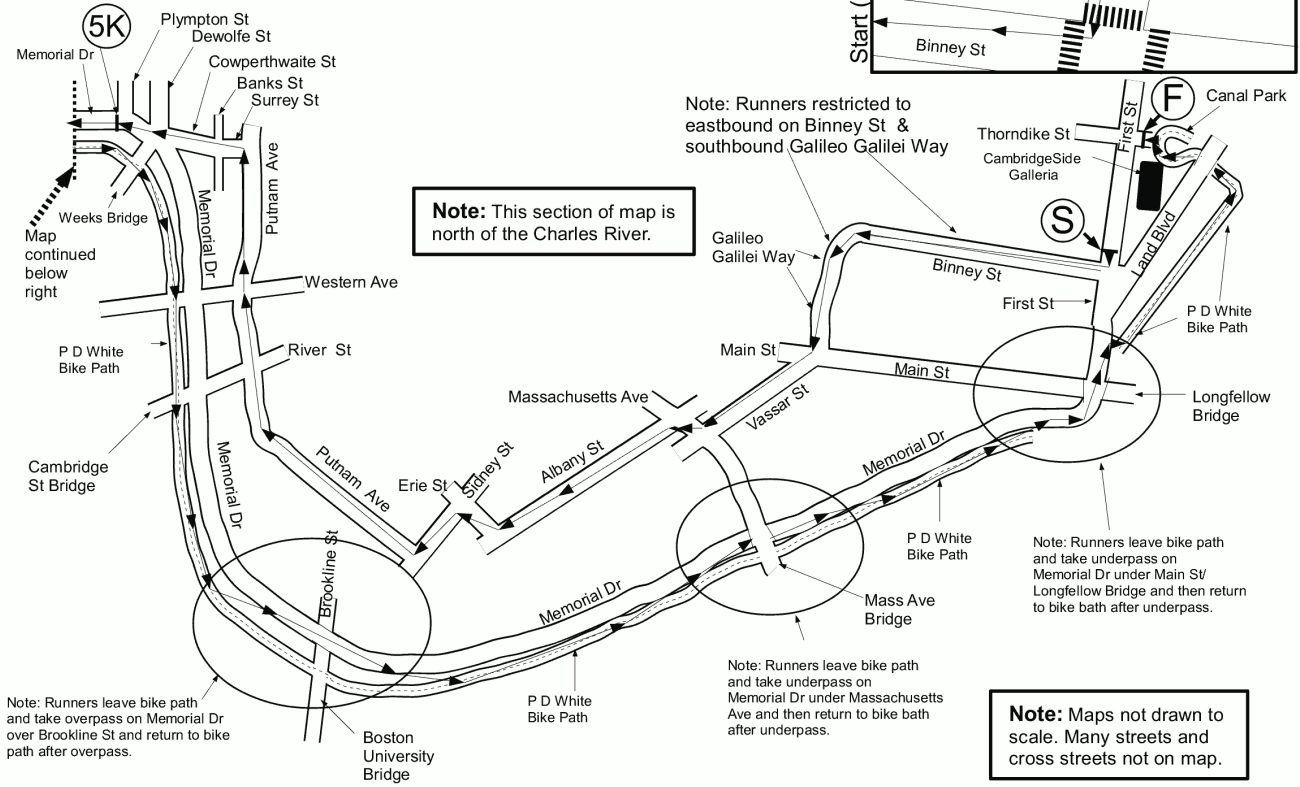 5K
Plympton St
Dewolfe St
Memorial Dr
Cowperthwaite St
Banks St
Surrey St
Start (
Binney St
Note: Runners restricted to
eastbound on Binney St &
southbound Galileo Galilei Way
First St
F
Canal Park
Thorndike St
CambridgeSide
Galleria
Putnam Ave
Memorial Dr
Weeks Bridge
Map
continued
below
right
Note: This section of map is
north of the Charles River.
S
Land Blvd
Galileo
Galilei Way
Binney St
First St
Western Ave
P D White
Bike Path
P D White
Bike Path
River St
Main St
Main St
Massachusetts Ave
Vassar St
Longfellow
Bridge
Cambridge
St Bridge
Memorial Dr
Putnam Ave
Erie St
Sidney St
Albany St
Memorial Dr
Brookline St
P D White
Bike Path
Note: Runners leave bike path
and take underpass on
Memorial Dr under Main St/
Longfellow Bridge and then return
to bike bath after underpass.
Memorial Dr
Mass Ave
Bridge
Note: Runners leave bike path
and take underpass on
Memorial Dr under Massachusetts
Ave and then return to bike bath
after underpass.
P D White
Bike Path
Note: Runners leave bike path
and take overpass on Memorial Dr
over Brookline St and return to bike
path after overpass.
Boston
University
Bridge
Note: Maps not drawn to
scale. Many streets and
cross streets not on map.